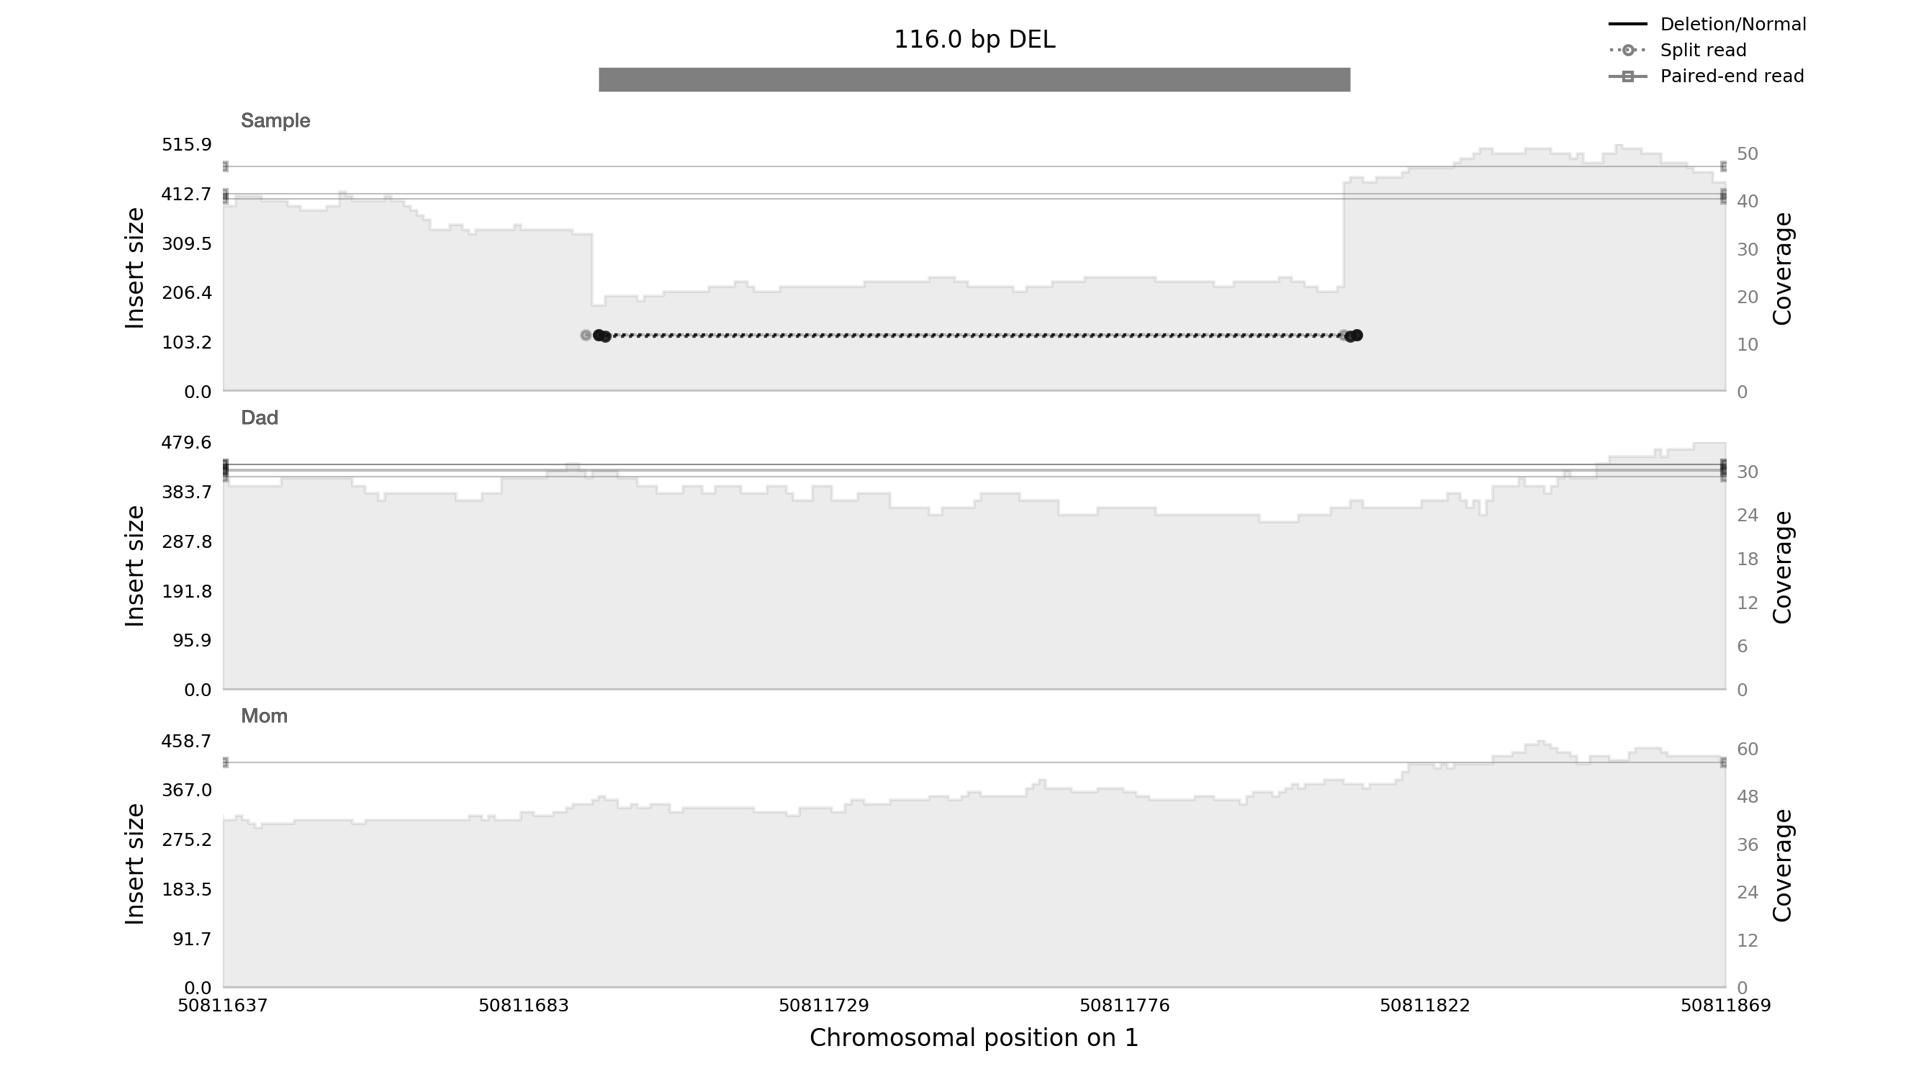 116.0 bp DEL
Deletion/Normal
Split read
Paired-end read
Sample
515.9
412.7
309.5
206.4
103.2
0.0
Insert size
50
40
30
20
10
0
Coverage
Dad
479.6
383.7
287.8
191.8
95.9
0.0
Insert size
30
24
18
12
6
0
Coverage
Mom
458.7
367.0
275.2
183.5
91.7
0.0
Insert size
60
48
36
24
12
0
Coverage
50811637 50811683 50811729 50811776 50811822 50811869
Chromosomal position on 1